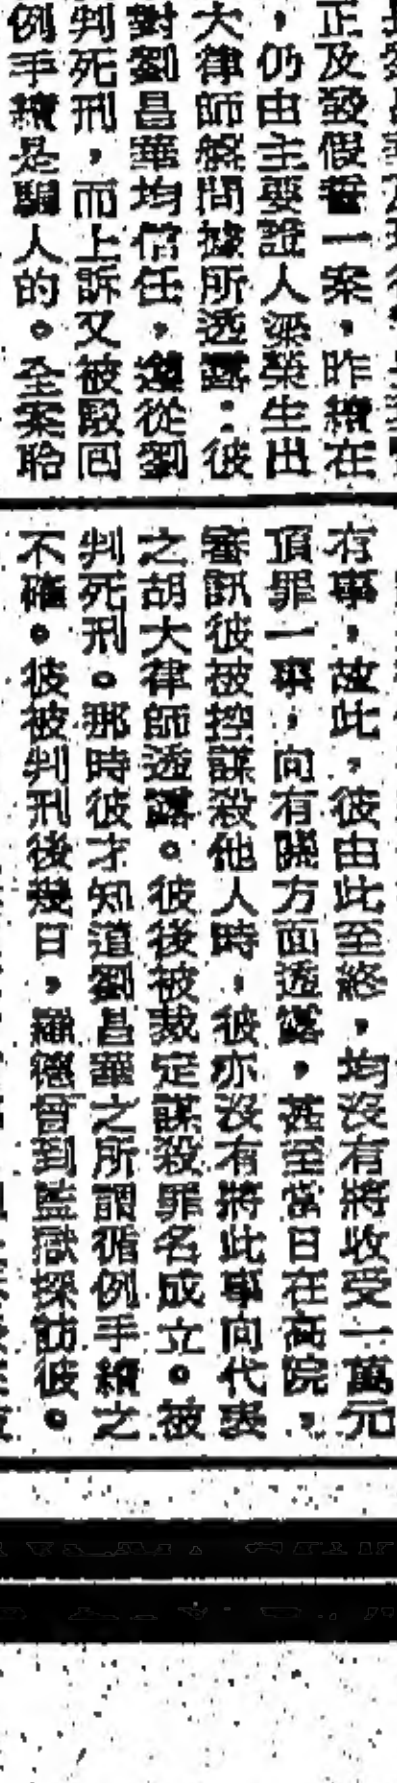 正及發假誓一案，昨續在
，仍由主要證人梁榮生出
大律師盤問據所透露：彼
對劉昌華均信任，遵從劉
判死刑，而上訴又被駁回
例手續是騙人的。全案
有事，故此，彼由此至終，均沒有將收受一萬元
頂罪一事，向有關方面透露，甚至當日在高院，
審訊彼被控謀殺他人時，彼亦沒有將此事向代表
之胡大律師透露。彼後被裁定謀殺罪名成立。被
判死刑。那時彼才知道劉昌華之所謂循例手續之
不確。彼被判刑後幾日，羅德曾到監獄探訪彼。